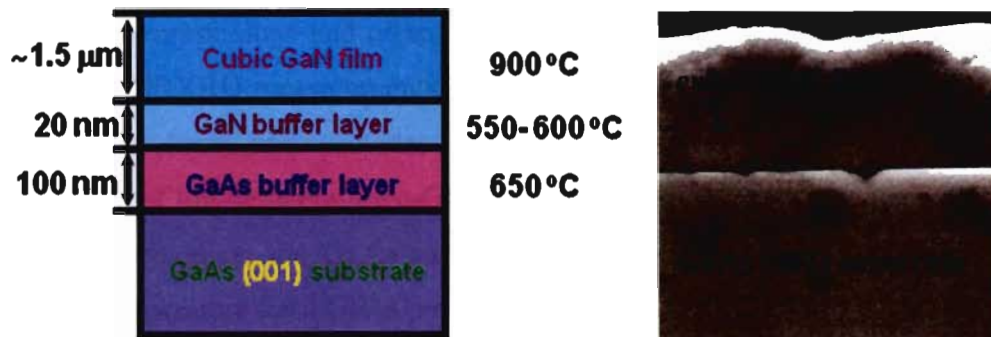 ~1.5 μm
Cubic GaN film
900 °C
20 nm
GaN buffer layer
550-600 °C
100 nm
GaAs buffer layer
650 °C
GaAs (001) substrate